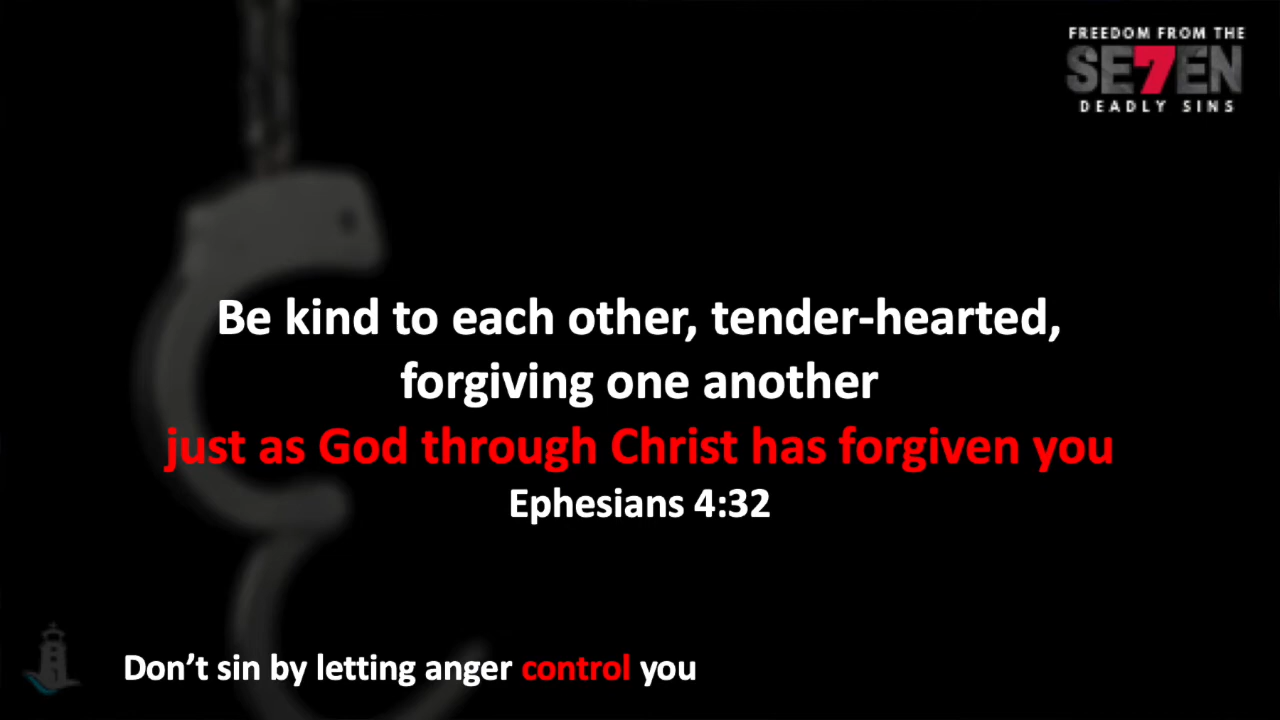 FREEDOM FROM THE
SE7EN
DEADLY SINS
Be kind to each other, tender-hearted,
forgiving one another
just as God through Christ has forgiven you
Ephesians 4:32
Don’t sin by letting anger control you